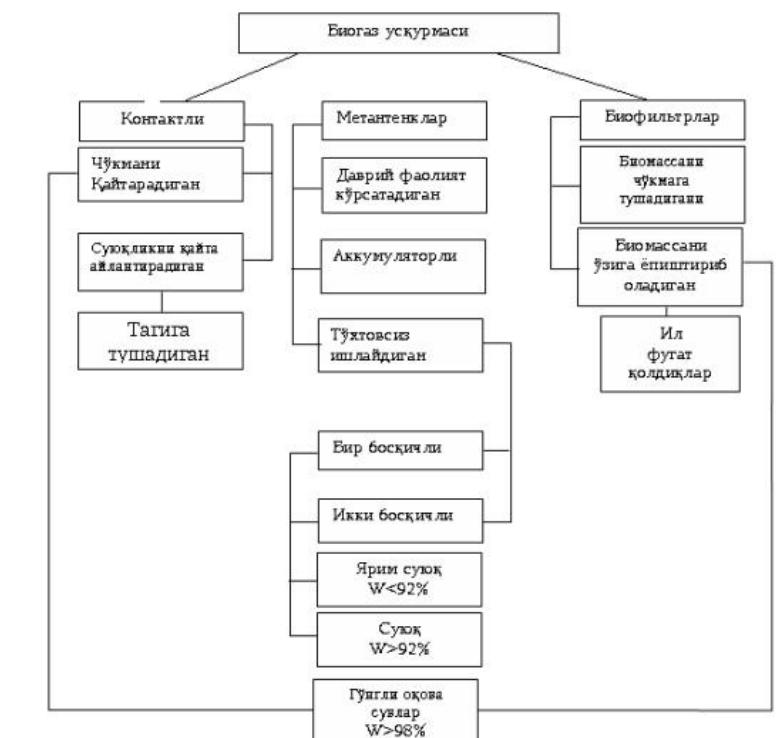 Биогаз усқурмаси
Контактли
Чўкмани
Қайтарадиган
Суюқликни қайта
айлантирадиган
Тагига
тушадиган
Метантенклар
Даврий фаолият
кўрсатадиган
Аккумуляторли
Тўхтовсиз
ишлайдиган
Бир босқичли
Икки босқичли
Ярим суюқ
W<92%
Суюқ
W>92%
Гўнгли оқова
сувлар
W>98%
Биофильтрлар
Биомассани
чўкмага
тушадигани
Биомассани
ўзига ёпиштириб
оладиган
Ил
фугат
қолдиқлар